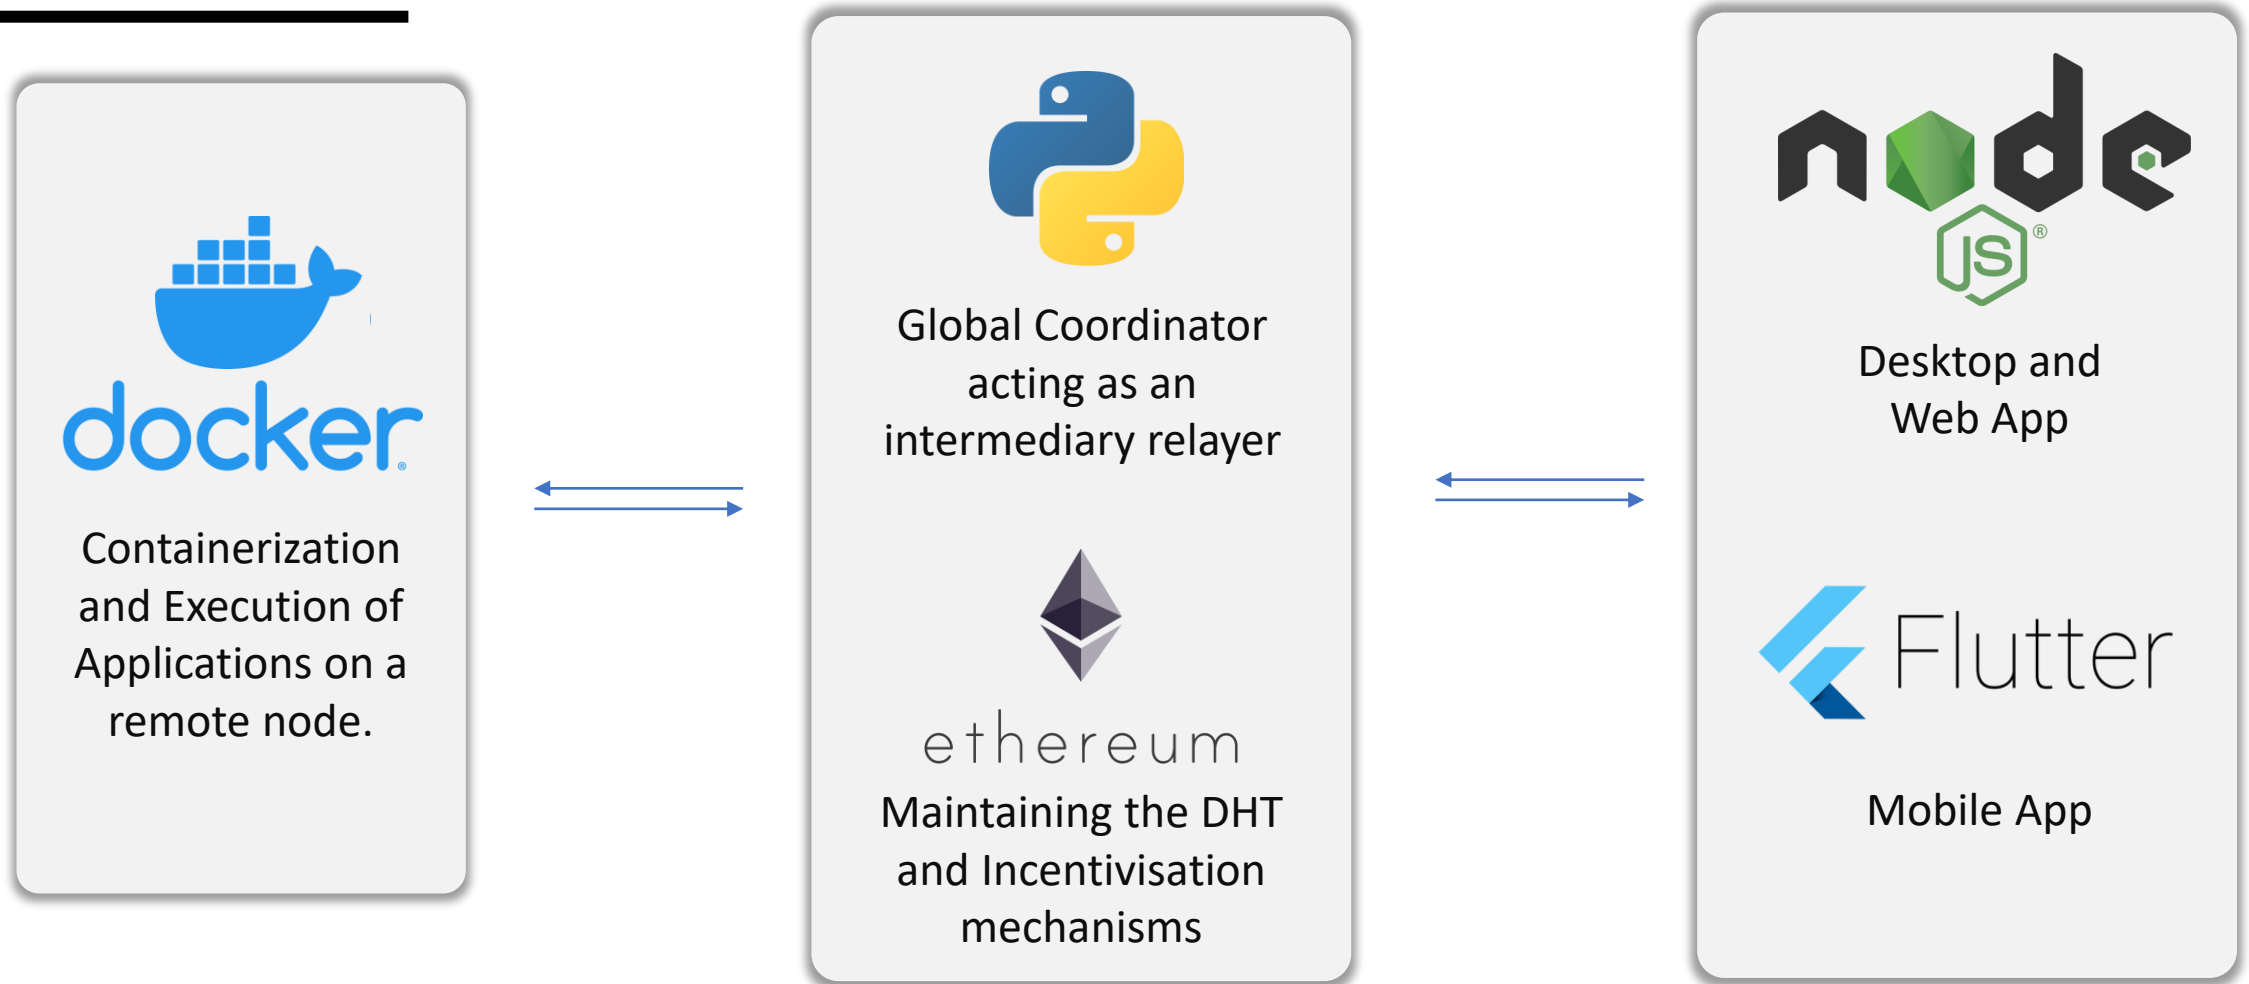 docker
Containerization
and Execution of
Applications on a
remote node.
Global Coordinator
acting as an
intermediary relayer
ethereum
Maintaining the DHT
and Incentivisation
mechanisms
node
JS®
Desktop and
Web App
Flutter
Mobile App